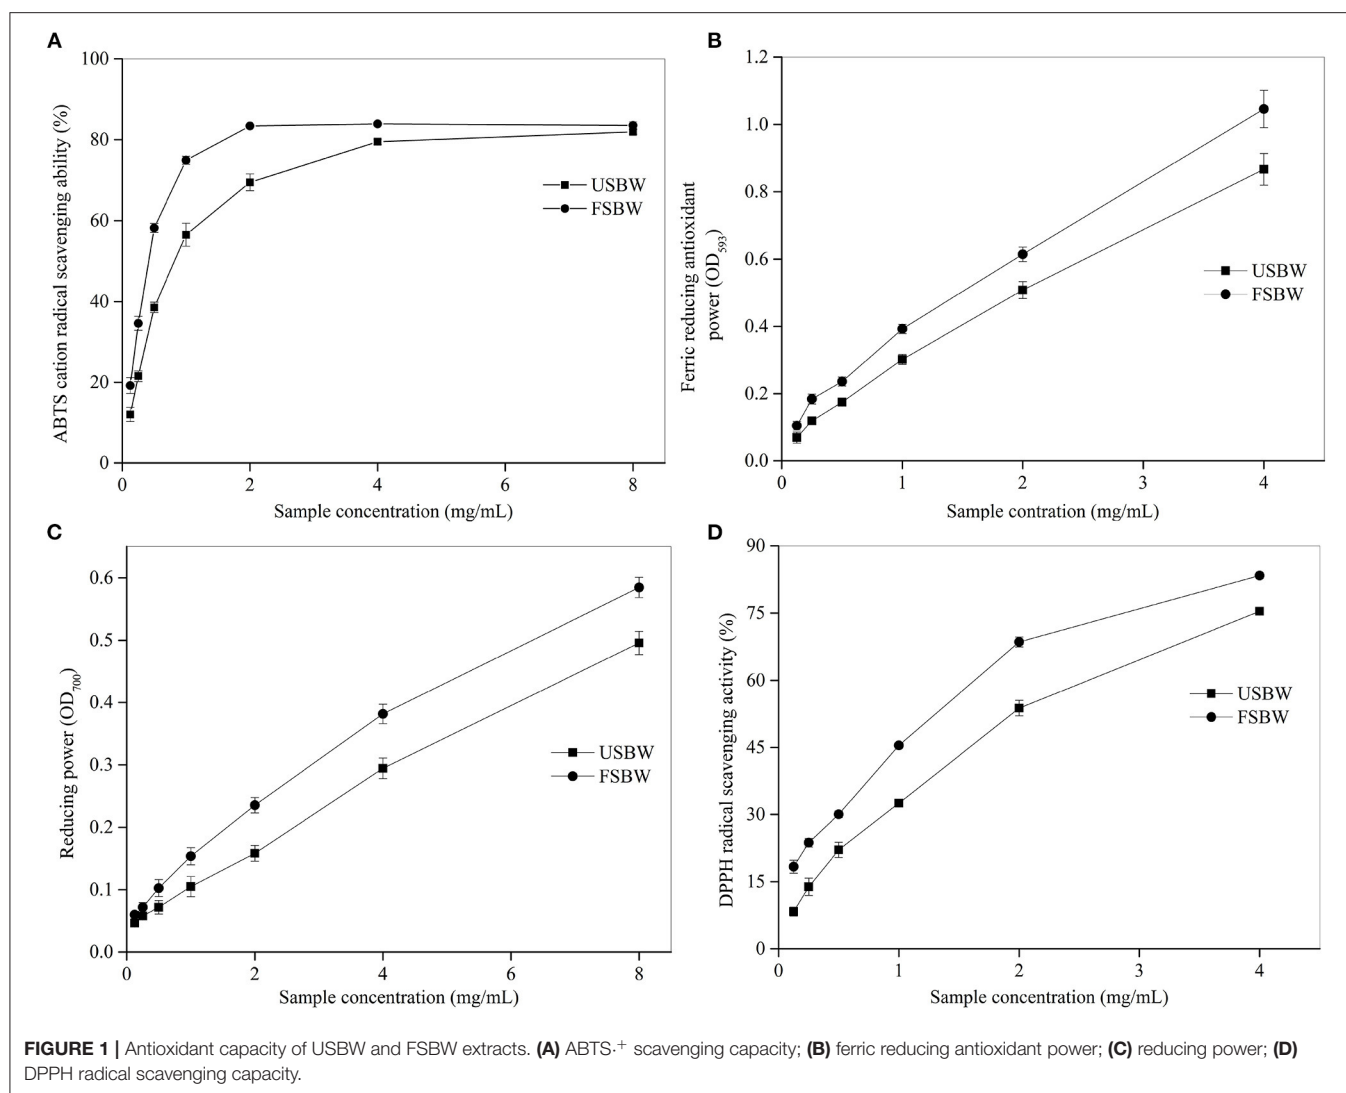 A
100
80
60
40
20
0
0
2
4
6
8
ABTS cation radical scavenging ability (%)
Sample concentration (mg/mL)
USBW
FSBW
B
1.2
1.0
0.8
0.6
0.4
0.2
0.0
0
1
2
3
4
Ferric reducing antioxidant
power (OD593)
Sample contration (mg/mL)
USBW
FSBW
C
0.6
0.5
0.4
0.3
0.2
0.1
0.0
0
2
4
6
8
Reducing power (OD700)
Sample concentration (mg/mL)
USBW
FSBW
D
90
75
60
45
30
15
0
0
1
2
3
4
DPPH radical scavenging activity (%)
Sample concentration (mg/mL)
USBW
FSBW
FIGURE 1 | Antioxidant capacity of USBW and FSBW extracts. (A) ABTS·+ scavenging capacity; (B) ferric reducing antioxidant power; (C) reducing power; (D)
DPPH radical scavenging capacity.